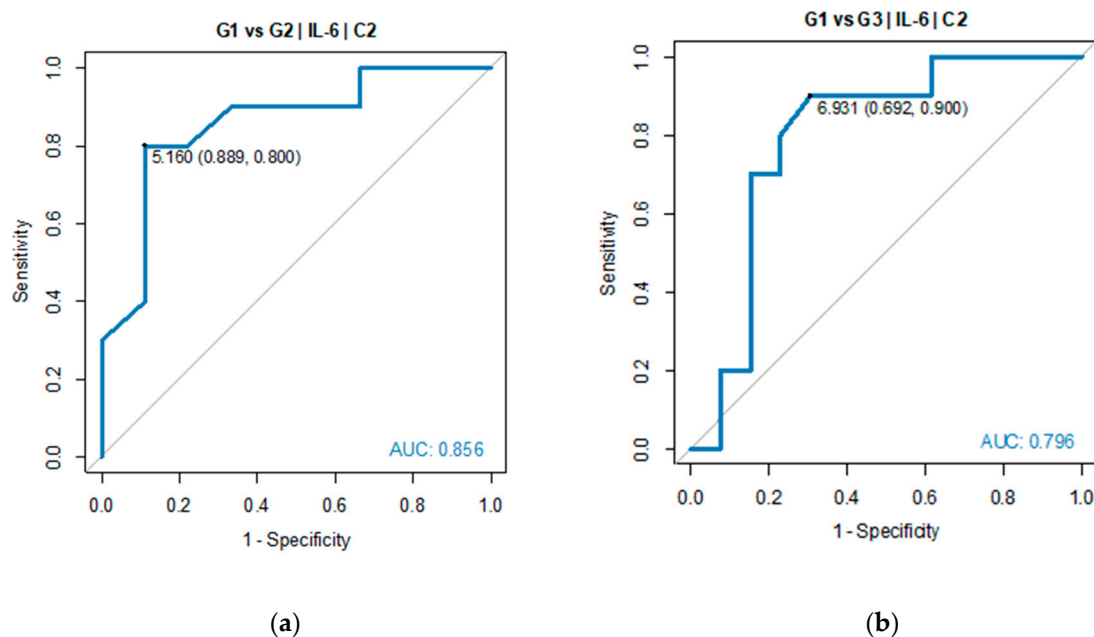 G1 vs G2 | IL-6 | C2
1.0
0.8
0.6
0.4
0.2
0.0
Sensitivity
5.160 (0.889, 0.800)
AUC: 0.856
0.0 0.2 0.4 0.6 0.8 1.0
1 - Specificity
(a)
G1 vs G3 | IL-6 | C2
1.0
0.8
0.6
0.4
0.2
0.0
Sensitivity
6.931 (0.692, 0.900)
AUC: 0.796
0.0 0.2 0.4 0.6 0.8 1.0
1 - Specificity
(b)